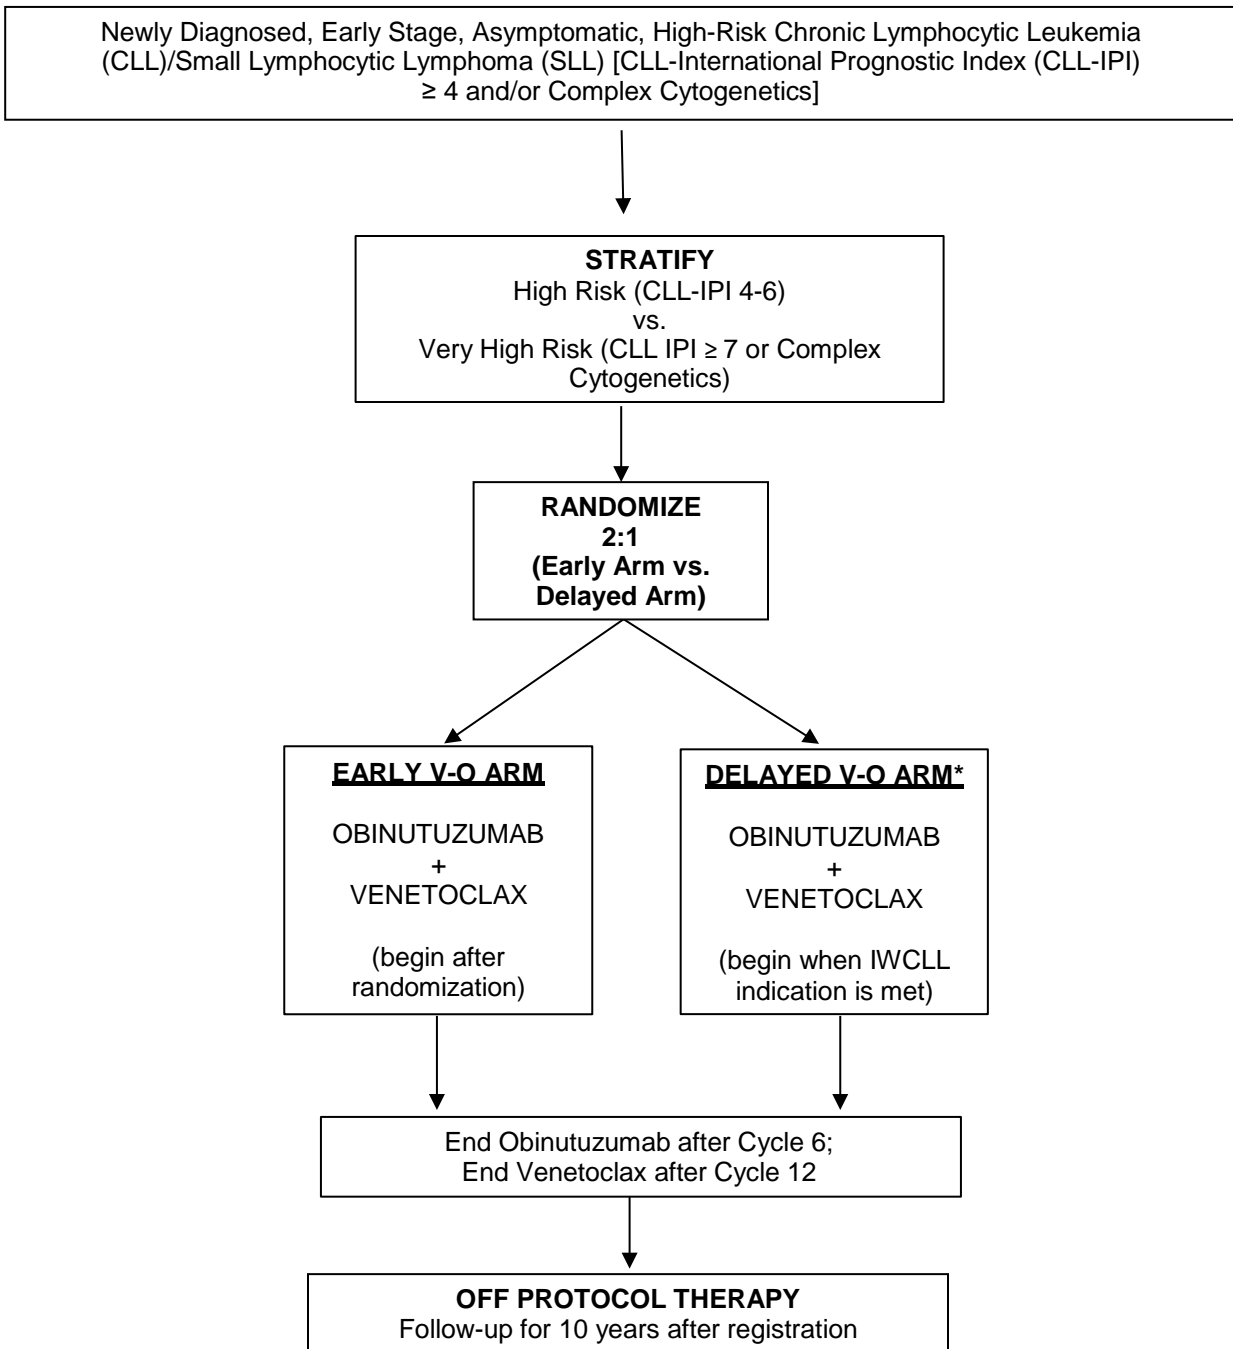 Newly Diagnosed, Early Stage, Asymptomatic, High-Risk Chronic Lymphocytic Leukemia
(CLL)/Small Lymphocytic Lymphoma (SLL) [CLL-International Prognostic Index (CLL-IPI)
≥ 4 and/or Complex Cytogenetics]
STRATIFY
High Risk (CLL-IPI 4-6)
vs.
Very High Risk (CLL IPI ≥ 7 or Complex
Cytogenetics)
RANDOMIZE
2:1
(Early Arm vs.
Delayed Arm)
EARLY V-O ARM
OBINUTUZUMAB
+
VENETOCLAX
(begin after
randomization)
DELAYED V-O ARM*
OBINUTUZUMAB
+
VENETOCLAX
(begin when IWCLL
indication is met)
End Obinutuzumab after Cycle 6;
End Venetoclax after Cycle 12
OFF PROTOCOL THERAPY
Follow-up for 10 years after registration